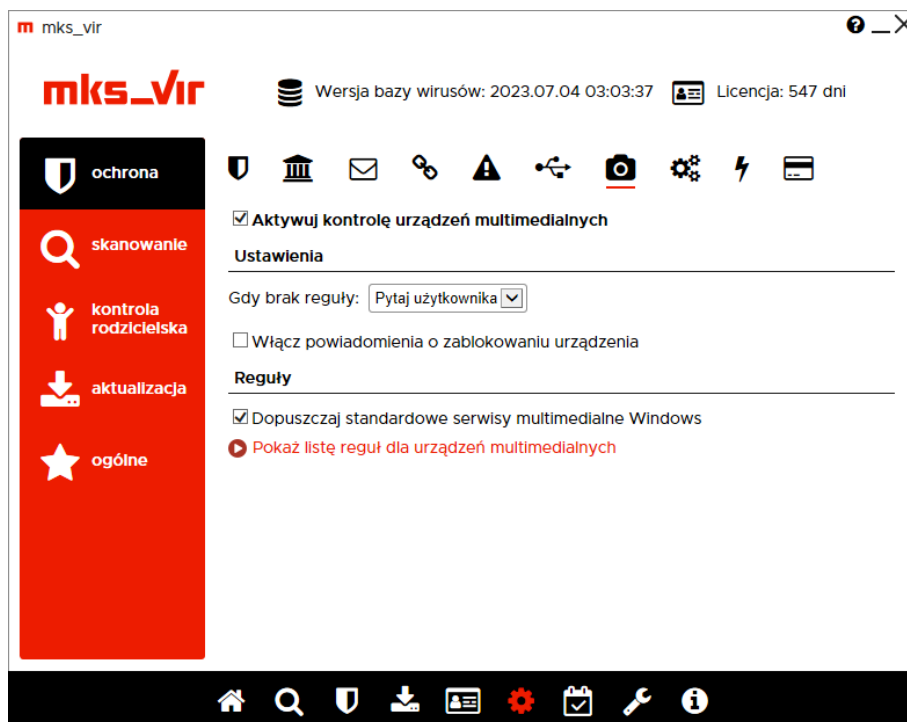 mks_vir
mks_vir
Wersja bazy wirusów: 2023.07.04 03:03:37
Licencja: 547 dni
ochrona
skanowanie
kontrola
rodzicielska
aktualizacja
ogólne
Aktywuj kontrolę urządzeń multimedialnych
Ustawienia
Gdy brak reguły: Pytaj użytkownika
Włącz powiadomienia o zablokowaniu urządzenia
Reguły
Dopuszczaj standardowe serwisy multimedialne Windows
Pokaż listę reguł dla urządzeń multimedialnych